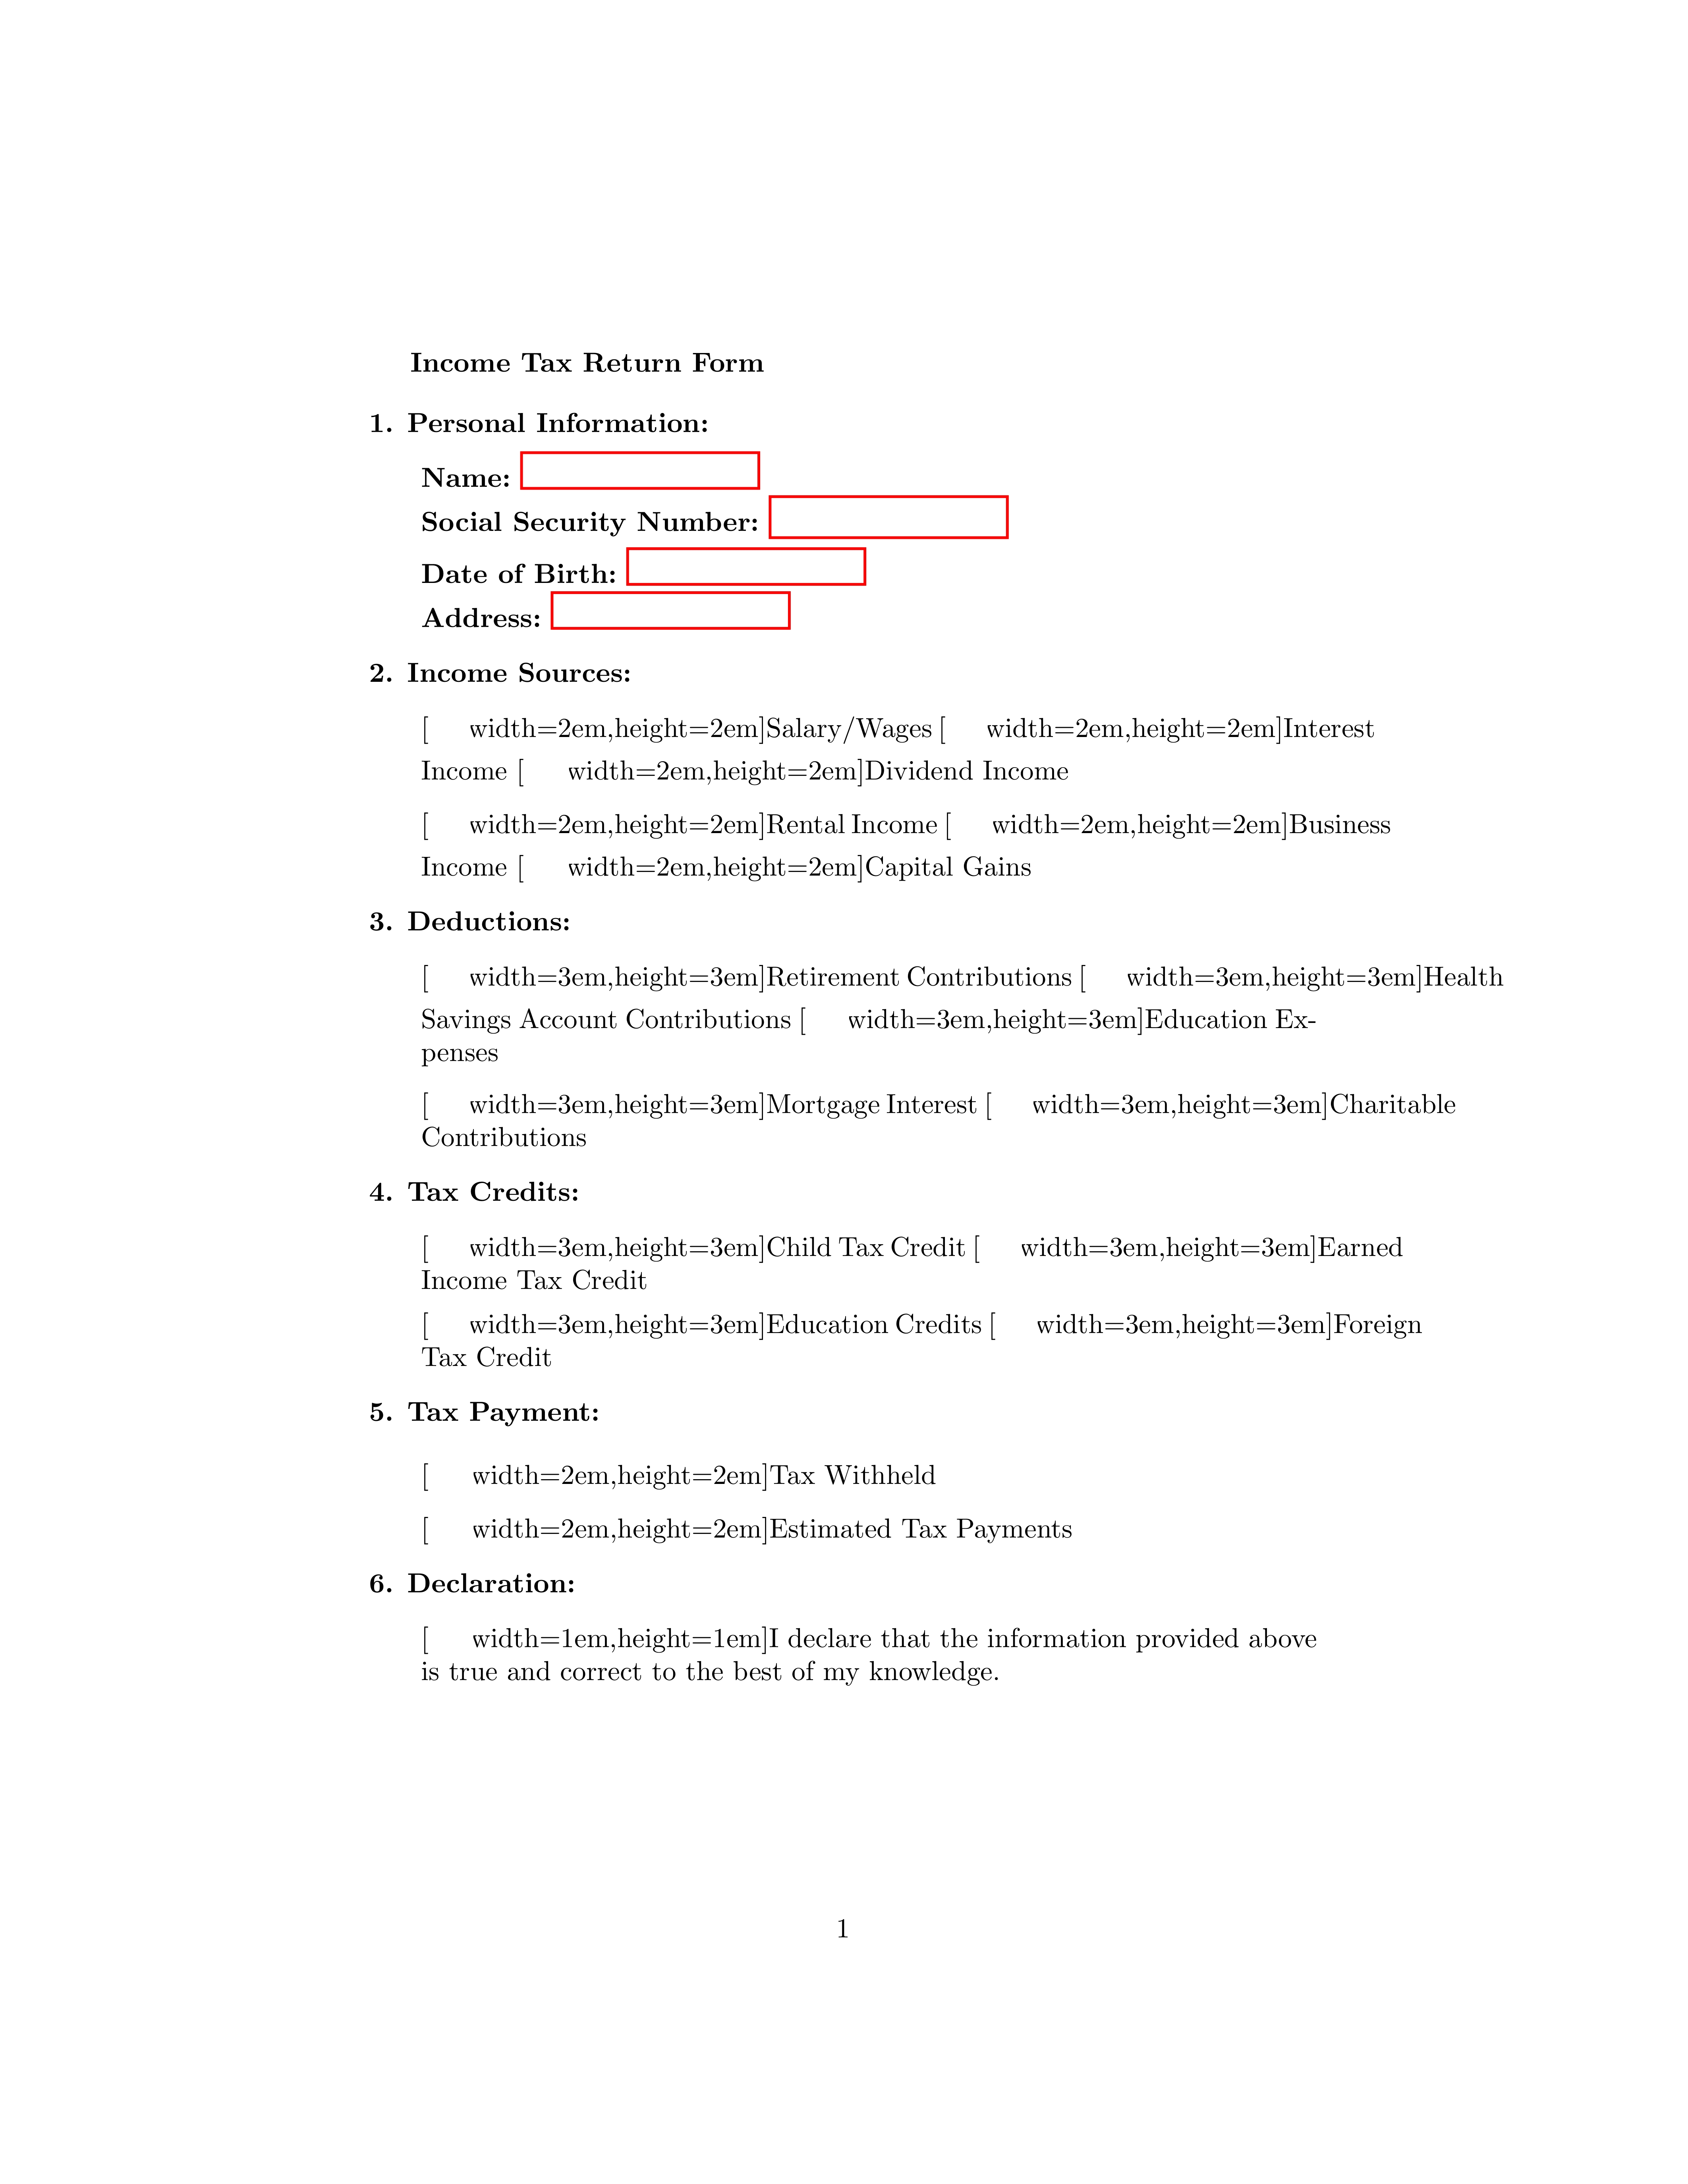 Income Tax Return Form
1. Personal Information:
Name:
Social Security Number:
Date of Birth:
Address:
2. Income Sources:
[ width=2em,height=2em]Salary/Wages [ width=2em,height=2em]Interest
Income [ width=2em,height=2em]Dividend Income
[ width=2em,height=2em]Rental Income [ width=2em,height=2em]Business
Income [ width=2em,height=2em]Capital Gains
3. Deductions:
[ width=3em,height=3em]Retirement Contributions [ width=3em,height=3em]Health
Savings Account Contributions [ width=3em,height=3em]Education Ex-
penses
[ width=3em,height=3em]Mortgage Interest [ width=3em,height=3em]Charitable
Contributions
4. Tax Credits:
[ width=3em,height=3em]Child Tax Credit [ width=3em,height=3em]Earned
Income Tax Credit
[ width=3em,height=3em]Education Credits [ width=3em,height=3em]Foreign
Tax Credit
5. Tax Payment:
[ width=2em,height=2em]Tax Withheld
[ width=2em,height=2em]Estimated Tax Payments
6. Declaration:
[ width=1em,height=1em]I declare that the information provided above
is true and correct to the best of my knowledge.
1